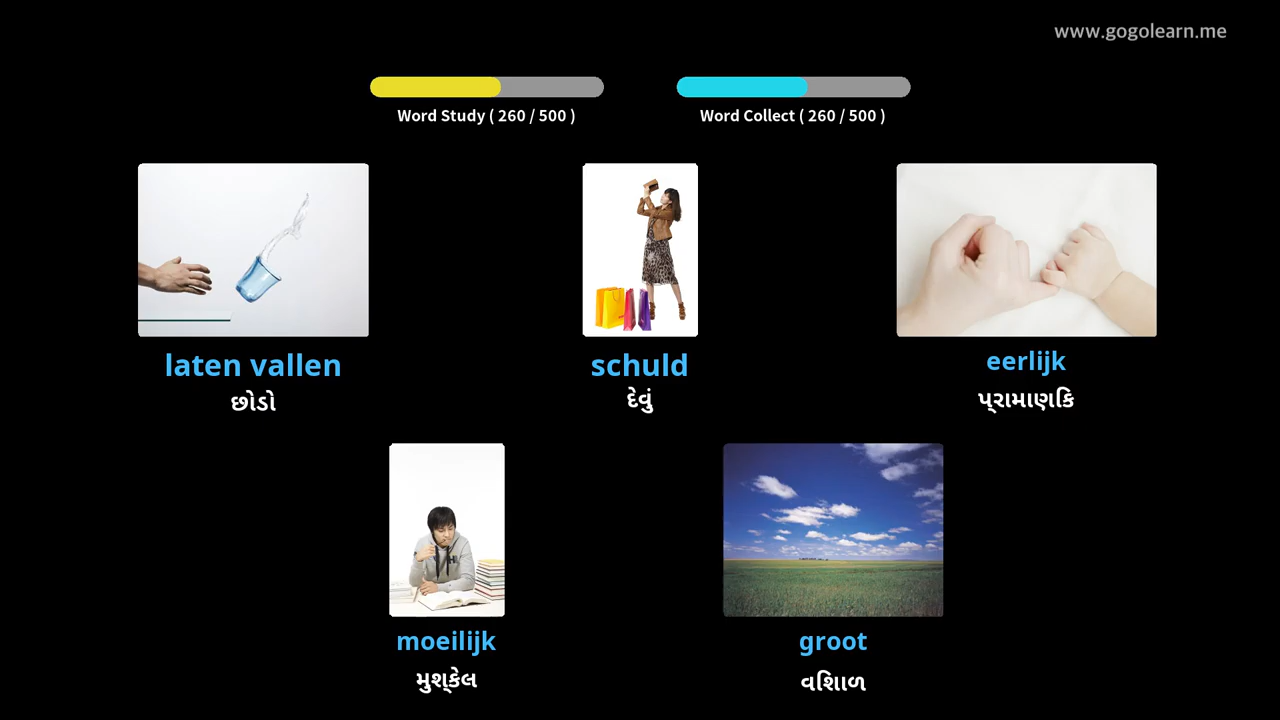 www.gogolearn.me
Word Study ( 260 / 500 )
Word Collect ( 260 / 500 )
laten vallen
છોડો
schuld
દેવું
eerlijk
પ્રામાણિક
moeilijk
મુશ્કેલ
groot
વિશાળ